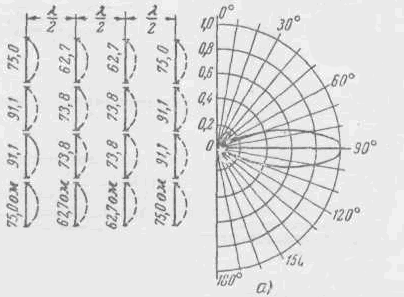 λ/2 λ/2 λ/2
75,0 62,7 62,7 75,0
91,1 73,8 73,8 91,1
91,1 73,8 73,8 91,1
75,0 ом 62,7 ом 62,7 ом 75,0 ом
1,0 0°
0,8 30°
0,6
0,4 60°
0,2
0 90°
120°
154
180°
а)